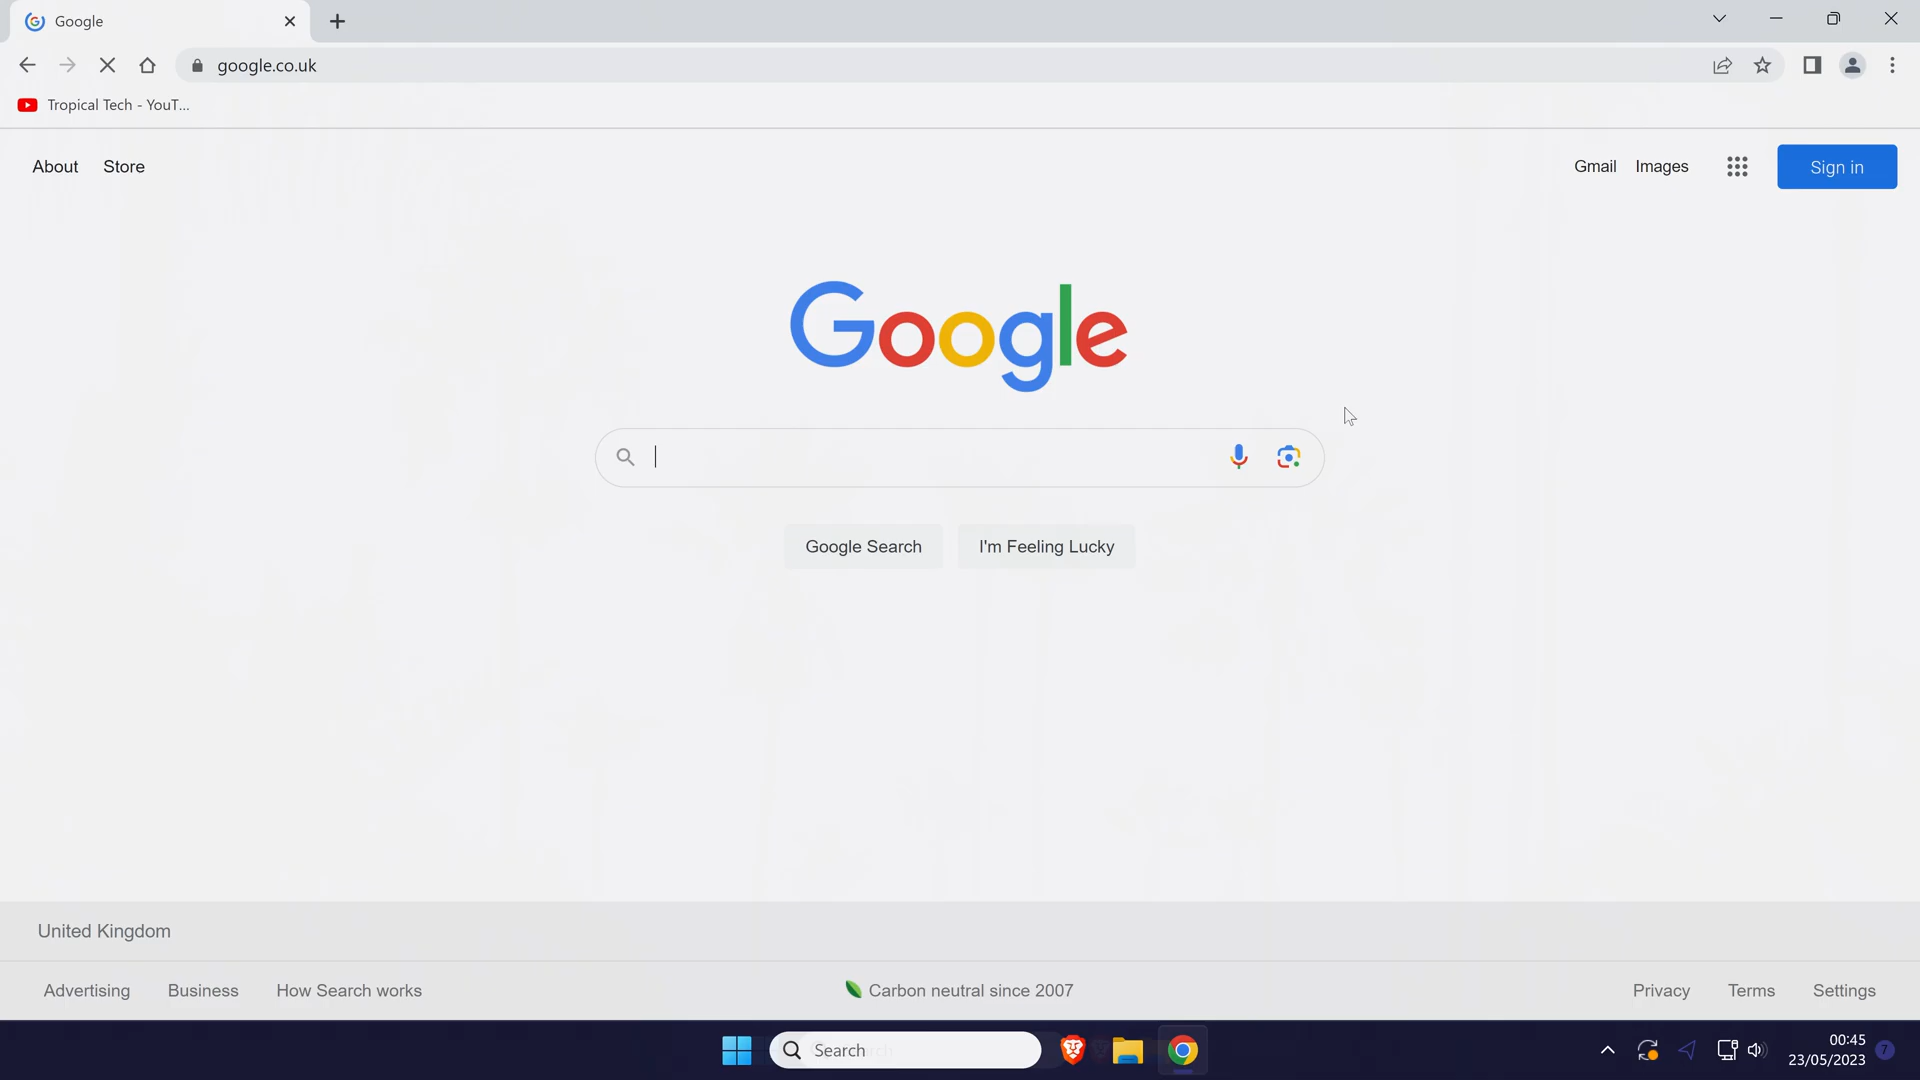 Google
google.co.uk
Tropical Tech - YouT...
About Store
Gmail Images Sign in
Google
Google Search I'm Feeling Lucky
United Kingdom
Advertising Business How Search works
Carbon neutral since 2007
Privacy Terms Settings
Search
00:45
23/05/2023 7